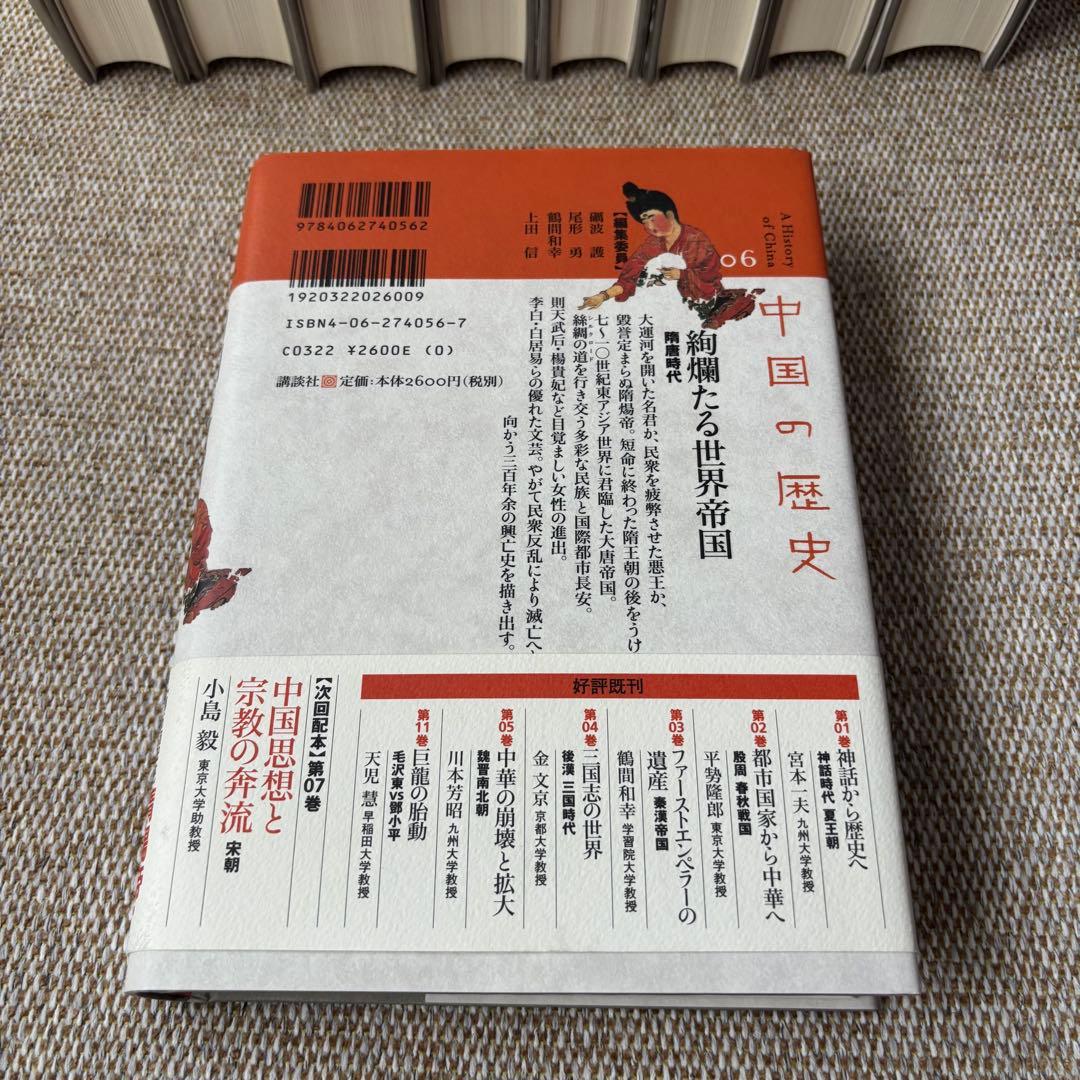 A History
of China
06
中国の歴史
絢爛たる世界帝国
隋唐時代
大運河を開いた名君か、民衆を疲弊させた悪王か、
毀誉定まらぬ隋煬帝。短命に終わった隋王朝の後をうけ
七～一〇世紀東アジア世界に君臨した大唐帝国。
シルクロード
絲綢の道を行き交う多彩な民族と国際都市長安。
則天武后・楊貴妃など目覚ましい女性の進出。
李白・白居易らの優れた文芸。やがて民衆反乱により滅亡へ
向かう三百年余の興亡史を描き出す。
【編集委員】
礪波 護
尾形 勇
鶴間和幸
上田 信
9784062740562
1920322026009
ISBN4-06-274056-7
C0322 ¥2600E (0)
講談社 定価:本体2600円(税別)
好評既刊
第01巻 神話から歴史へ
神話時代 夏王朝
宮本一夫 九州大学教授
第02巻 都市国家から中華へ
殷周 春秋戦国
平勢隆郎 東京大学教授
第03巻 ファーストエンペラーの
遺産 秦漢帝国
鶴間和幸 学習院大学教授
第04巻 三国志の世界
後漢 三国時代
金 文京 京都大学教授
第05巻 中華の崩壊と拡大
魏晋南北朝
川本芳昭 九州大学教授
第11巻 巨龍の胎動
毛沢東vs鄧小平
天児 慧 早稲田大学教授
【次回配本】第07巻
中国思想と
宗教の奔流 宋朝
小島 毅 東京大学助教授